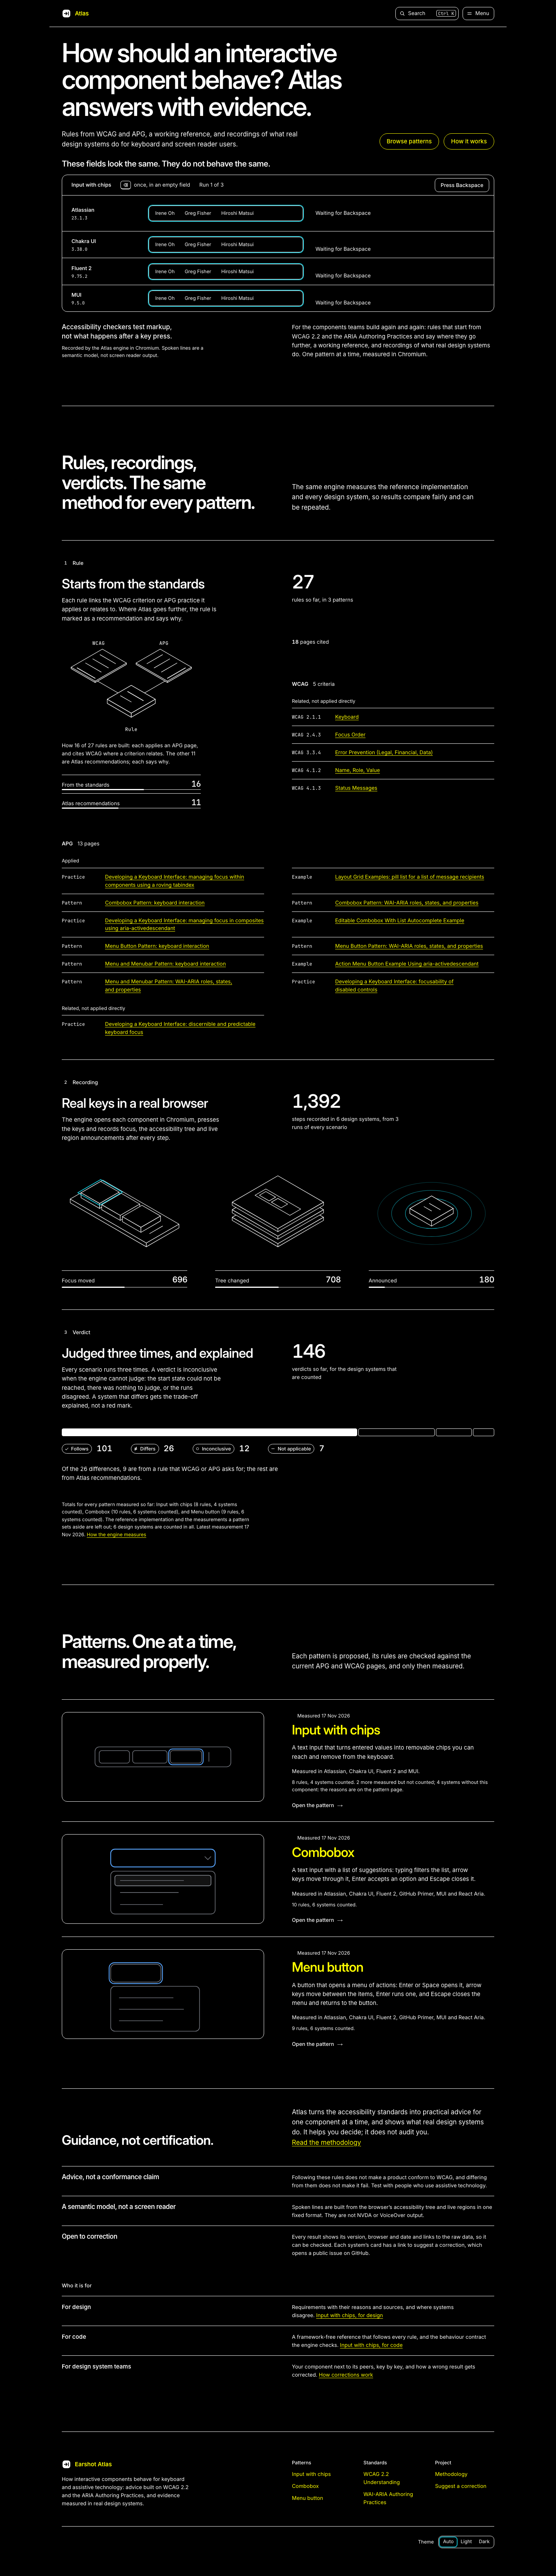 Atlas
Search Ctrl K
Menu
How should an interactive
component behave? Atlas
answers with evidence.
Rules from WCAG and APG, a working reference, and recordings of what real
design systems do for keyboard and screen reader users.
Browse patterns
How it works
These fields look the same. They do not behave the same.
Input with chips once, in an empty field Run 1 of 3
Press Backspace
Atlassian
23.1.3
Irene Oh Greg Fisher Hiroshi Matsui
Waiting for Backspace
Chakra UI
3.28.0
Irene Oh Greg Fisher Hiroshi Matsui
Waiting for Backspace
Fluent 2
9.75.2
Irene Oh Greg Fisher Hiroshi Matsui
Waiting for Backspace
MUI
9.5.0
Irene Oh Greg Fisher Hiroshi Matsui
Waiting for Backspace
Accessibility checkers test markup,
not what happens after a key press.
Recorded by the Atlas engine in Chromium. Spoken lines are a
semantic model, not screen reader output.
For the components teams build again and again: rules that start from
WCAG 2.2 and the ARIA Authoring Practices and say where they go
further, a working reference, and recordings of what real design systems
do. One pattern at a time, measured in Chromium.
Rules, recordings,
verdicts. The same
method for every pattern.
The same engine measures the reference implementation
and every design system, so results compare fairly and can
be repeated.
1 Rule
Starts from the standards
Each rule links the WCAG criterion or APG practice it
applies or relates to. Where Atlas goes further, the rule is
marked as a recommendation and says why.
27
rules so far, in 3 patterns
WCAG APG
Rule
18 pages cited
WCAG 5 criteria
Related, not applied directly
WCAG 2.1.1 Keyboard
WCAG 2.4.3 Focus Order
WCAG 3.3.4 Error Prevention (Legal, Financial, Data)
WCAG 4.1.2 Name, Role, Value
WCAG 4.1.3 Status Messages
How 16 of 27 rules are built: each applies an APG page,
and cites WCAG where a criterion relates. The other 11
are Atlas recommendations; each says why.
From the standards 16
Atlas recommendations 11
APG 13 pages
Applied
Practice Developing a Keyboard Interface: managing focus within
components using a roving tabindex
Example Layout Grid Examples: pill list for a list of message recipients
Pattern Combobox Pattern: keyboard interaction
Pattern Combobox Pattern: WAI-ARIA roles, states, and properties
Practice Developing a Keyboard Interface: managing focus in composites
using aria-activedescendant
Example Editable Combobox With List Autocomplete Example
Pattern Menu Button Pattern: keyboard interaction
Pattern Menu Button Pattern: WAI-ARIA roles, states, and properties
Pattern Menu and Menubar Pattern: keyboard interaction
Example Action Menu Button Example Using aria-activedescendant
Pattern Menu and Menubar Pattern: WAI-ARIA roles, states,
and properties
Practice Developing a Keyboard Interface: focusability of
disabled controls
Related, not applied directly
Practice Developing a Keyboard Interface: discernible and predictable
keyboard focus
2 Recording
Real keys in a real browser
The engine opens each component in Chromium, presses
the keys and records focus, the accessibility tree and live
region announcements after every step.
1,392
steps recorded in 6 design systems, from 3
runs of every scenario
Focus moved 696
Tree changed 708
Announced 180
3 Verdict
Judged three times, and explained
Every scenario runs three times. A verdict is inconclusive
when the engine cannot judge: the start state could not be
reached, there was nothing to judge, or the runs
disagreed. A system that differs gets the trade-off
explained, not a red mark.
146
verdicts so far, for the design systems that
are counted
Follows 101
Differs 26
Inconclusive 12
Not applicable 7
Of the 26 differences, 9 are from a rule that WCAG or APG asks for; the rest are
from Atlas recommendations.
Totals for every pattern measured so far: Input with chips (8 rules, 4 systems
counted), Combobox (10 rules, 6 systems counted), and Menu button (9 rules, 6
systems counted). The reference implementation and the measurements a pattern
sets aside are left out; 6 design systems are counted in all. Latest measurement 17
Nov 2026. How the engine measures
Patterns. One at a time,
measured properly.
Each pattern is proposed, its rules are checked against the
current APG and WCAG pages, and only then measured.
Measured 17 Nov 2026
Input with chips
A text input that turns entered values into removable chips you can
reach and remove from the keyboard.
Measured in Atlassian, Chakra UI, Fluent 2 and MUI.
8 rules, 4 systems counted. 2 more measured but not counted; 4 systems without this
component: the reasons are on the pattern page.
Open the pattern →
Measured 17 Nov 2026
Combobox
A text input with a list of suggestions: typing filters the list, arrow
keys move through it, Enter accepts an option and Escape closes it.
Measured in Atlassian, Chakra UI, Fluent 2, GitHub Primer, MUI and React Aria.
10 rules, 6 systems counted.
Open the pattern →
Measured 17 Nov 2026
Menu button
A button that opens a menu of actions: Enter or Space opens it, arrow
keys move between the items, Enter runs one, and Escape closes the
menu and returns to the button.
Measured in Atlassian, Chakra UI, Fluent 2, GitHub Primer, MUI and React Aria.
9 rules, 6 systems counted.
Open the pattern →
Guidance, not certification.
Atlas turns the accessibility standards into practical advice for
one component at a time, and shows what real design systems
do. It helps you decide; it does not audit you.
Read the methodology
Advice, not a conformance claim
Following these rules does not make a product conform to WCAG, and differing
from them does not make it fail. Test with people who use assistive technology.
A semantic model, not a screen reader
Spoken lines are built from the browser's accessibility tree and live regions in one
fixed format. They are not NVDA or VoiceOver output.
Open to correction
Every result shows its version, browser and date and links to the raw data, so it
can be checked. Each system's card has a link to suggest a correction, which
opens a public issue on GitHub.
Who it is for
For design
Requirements with their reasons and sources, and where systems
disagree. Input with chips, for design
For code
A framework-free reference that follows every rule, and the behaviour contract
the engine checks. Input with chips, for code
For design system teams
Your component next to its peers, key by key, and how a wrong result gets
corrected. How corrections work
Earshot Atlas
How interactive components behave for keyboard
and assistive technology: advice built on WCAG 2.2
and the ARIA Authoring Practices, and evidence
measured in real design systems.
Patterns
Input with chips
Combobox
Menu button
Standards
WCAG 2.2
Understanding
WAI-ARIA Authoring
Practices
Project
Methodology
Suggest a correction
Theme Auto Light Dark